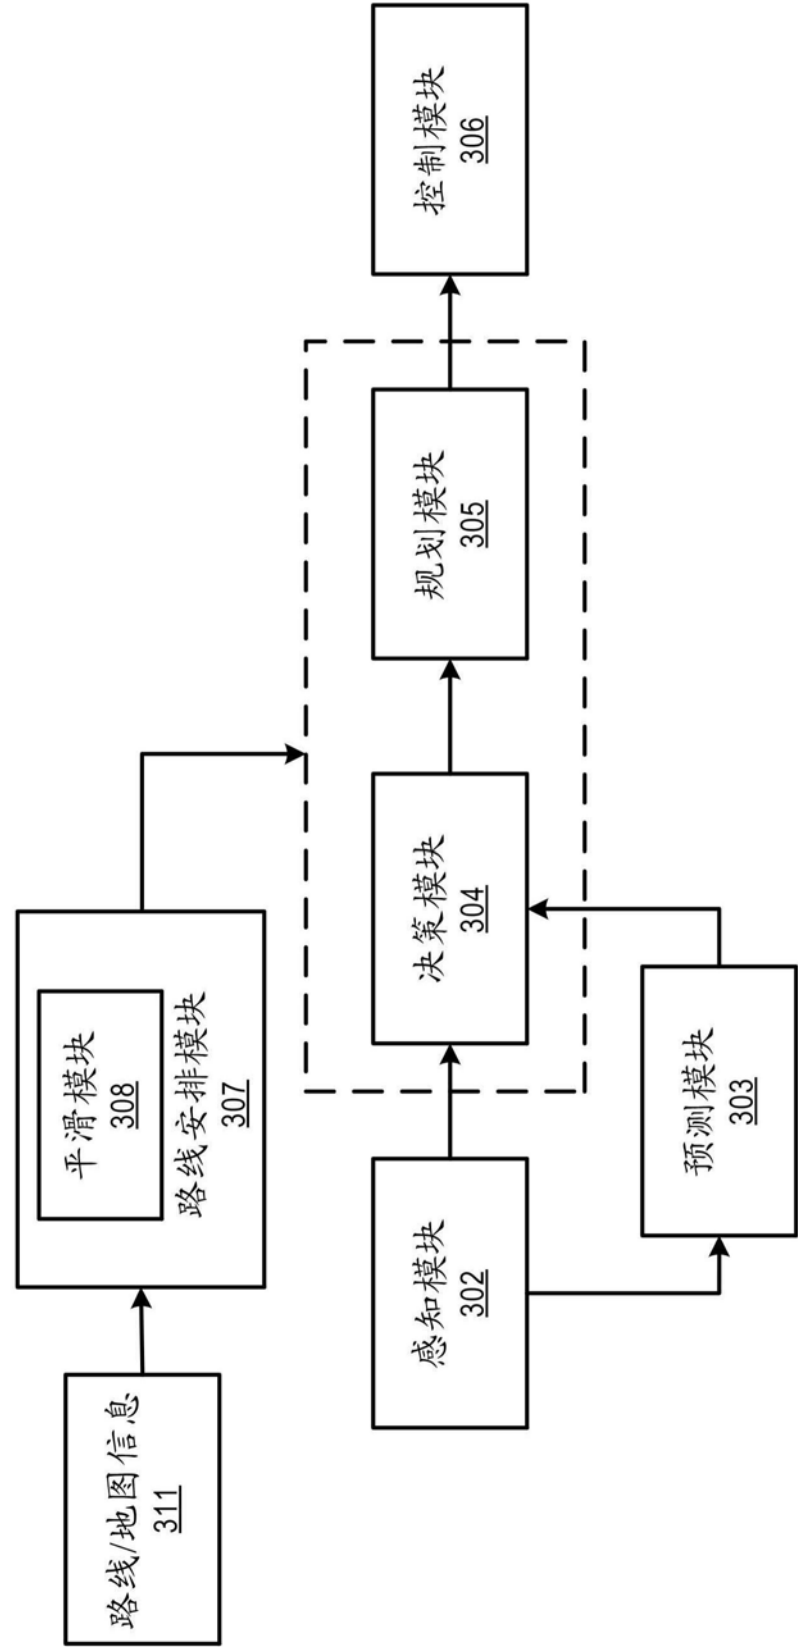 路线/地图信息
311
平滑模块
308
路线安排模块
307
感知模块
302
决策模块
304
规划模块
305
控制模块
306
预测模块
303